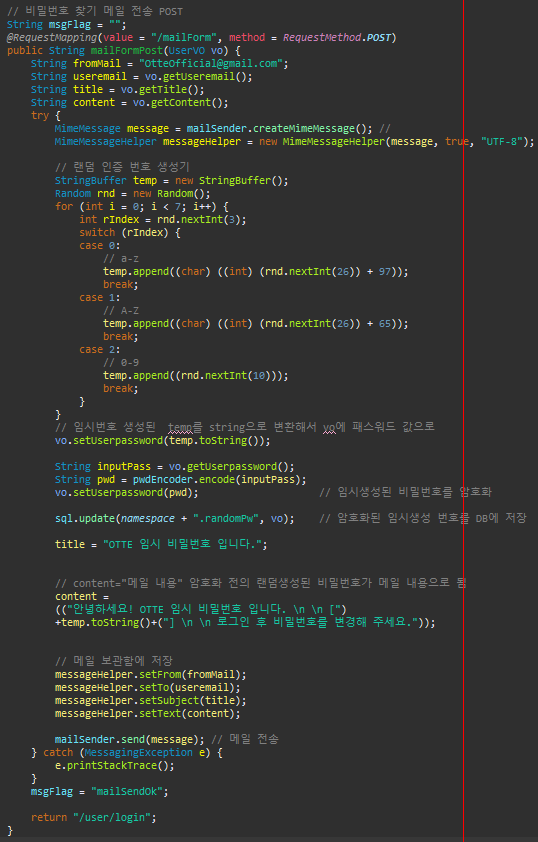 // 비밀번호 찾기 메일 전송 POST
String msgFlag = "";
@RequestMapping(value = "/mailForm", method = RequestMethod.POST)
public String mailFormPost(UserVO vo) {
    String fromMail = "OtteOfficial@gmail.com";
    String useremail = vo.getUseremail();
    String title = vo.getTitle();
    String content = vo.getContent();
    try {
        MimeMessage message = mailSender.createMimeMessage(); //
        MimeMessageHelper messageHelper = new MimeMessageHelper(message, true, "UTF-8");
        // 랜덤 인증 번호 생성기
        StringBuffer temp = new StringBuffer();
        Random rnd = new Random();
        for (int i = 0; i < 7; i++) {
            int rIndex = rnd.nextInt(3);
            switch (rIndex) {
            case 0:
                // a-z
                temp.append((char) ((int) (rnd.nextInt(26)) + 97));
                break;
            case 1:
                // A-Z
                temp.append((char) ((int) (rnd.nextInt(26)) + 65));
                break;
            case 2:
                // 0-9
                temp.append((rnd.nextInt(10)));
                break;
            }
        }
        // 임시번호 생성된  temp를 string으로 변환해서 vo에 패스워드 값으로
        vo.setUserpassword(temp.toString());
        String inputPass = vo.getUserpassword();
        String pwd = pwdEncoder.encode(inputPass);
        vo.setUserpassword(pwd);                    // 임시생성된 비밀번호를 암호화
        sql.update(namespace + ".randomPw", vo);    // 암호화된 임시생성 번호를 DB에 저장
        title = "OTTE 임시 비밀번호 입니다.";
        // content="메일 내용" 암호화 전의 랜덤생성된 비밀번호가 메일 내용으로 됨
        content =
        (("안녕하세요! OTTE 임시 비밀번호 입니다. \n \n [")
        +temp.toString()+("] \n \n 로그인 후 비밀번호를 변경해 주세요."));
        // 메일 보관함에 저장
        messageHelper.setFrom(fromMail);
        messageHelper.setTo(useremail);
        messageHelper.setSubject(title);
        messageHelper.setText(content);
        mailSender.send(message); // 메일 전송
    } catch (MessagingException e) {
        e.printStackTrace();
    }
    msgFlag = "mailSendOk";
    return "/user/login";
}